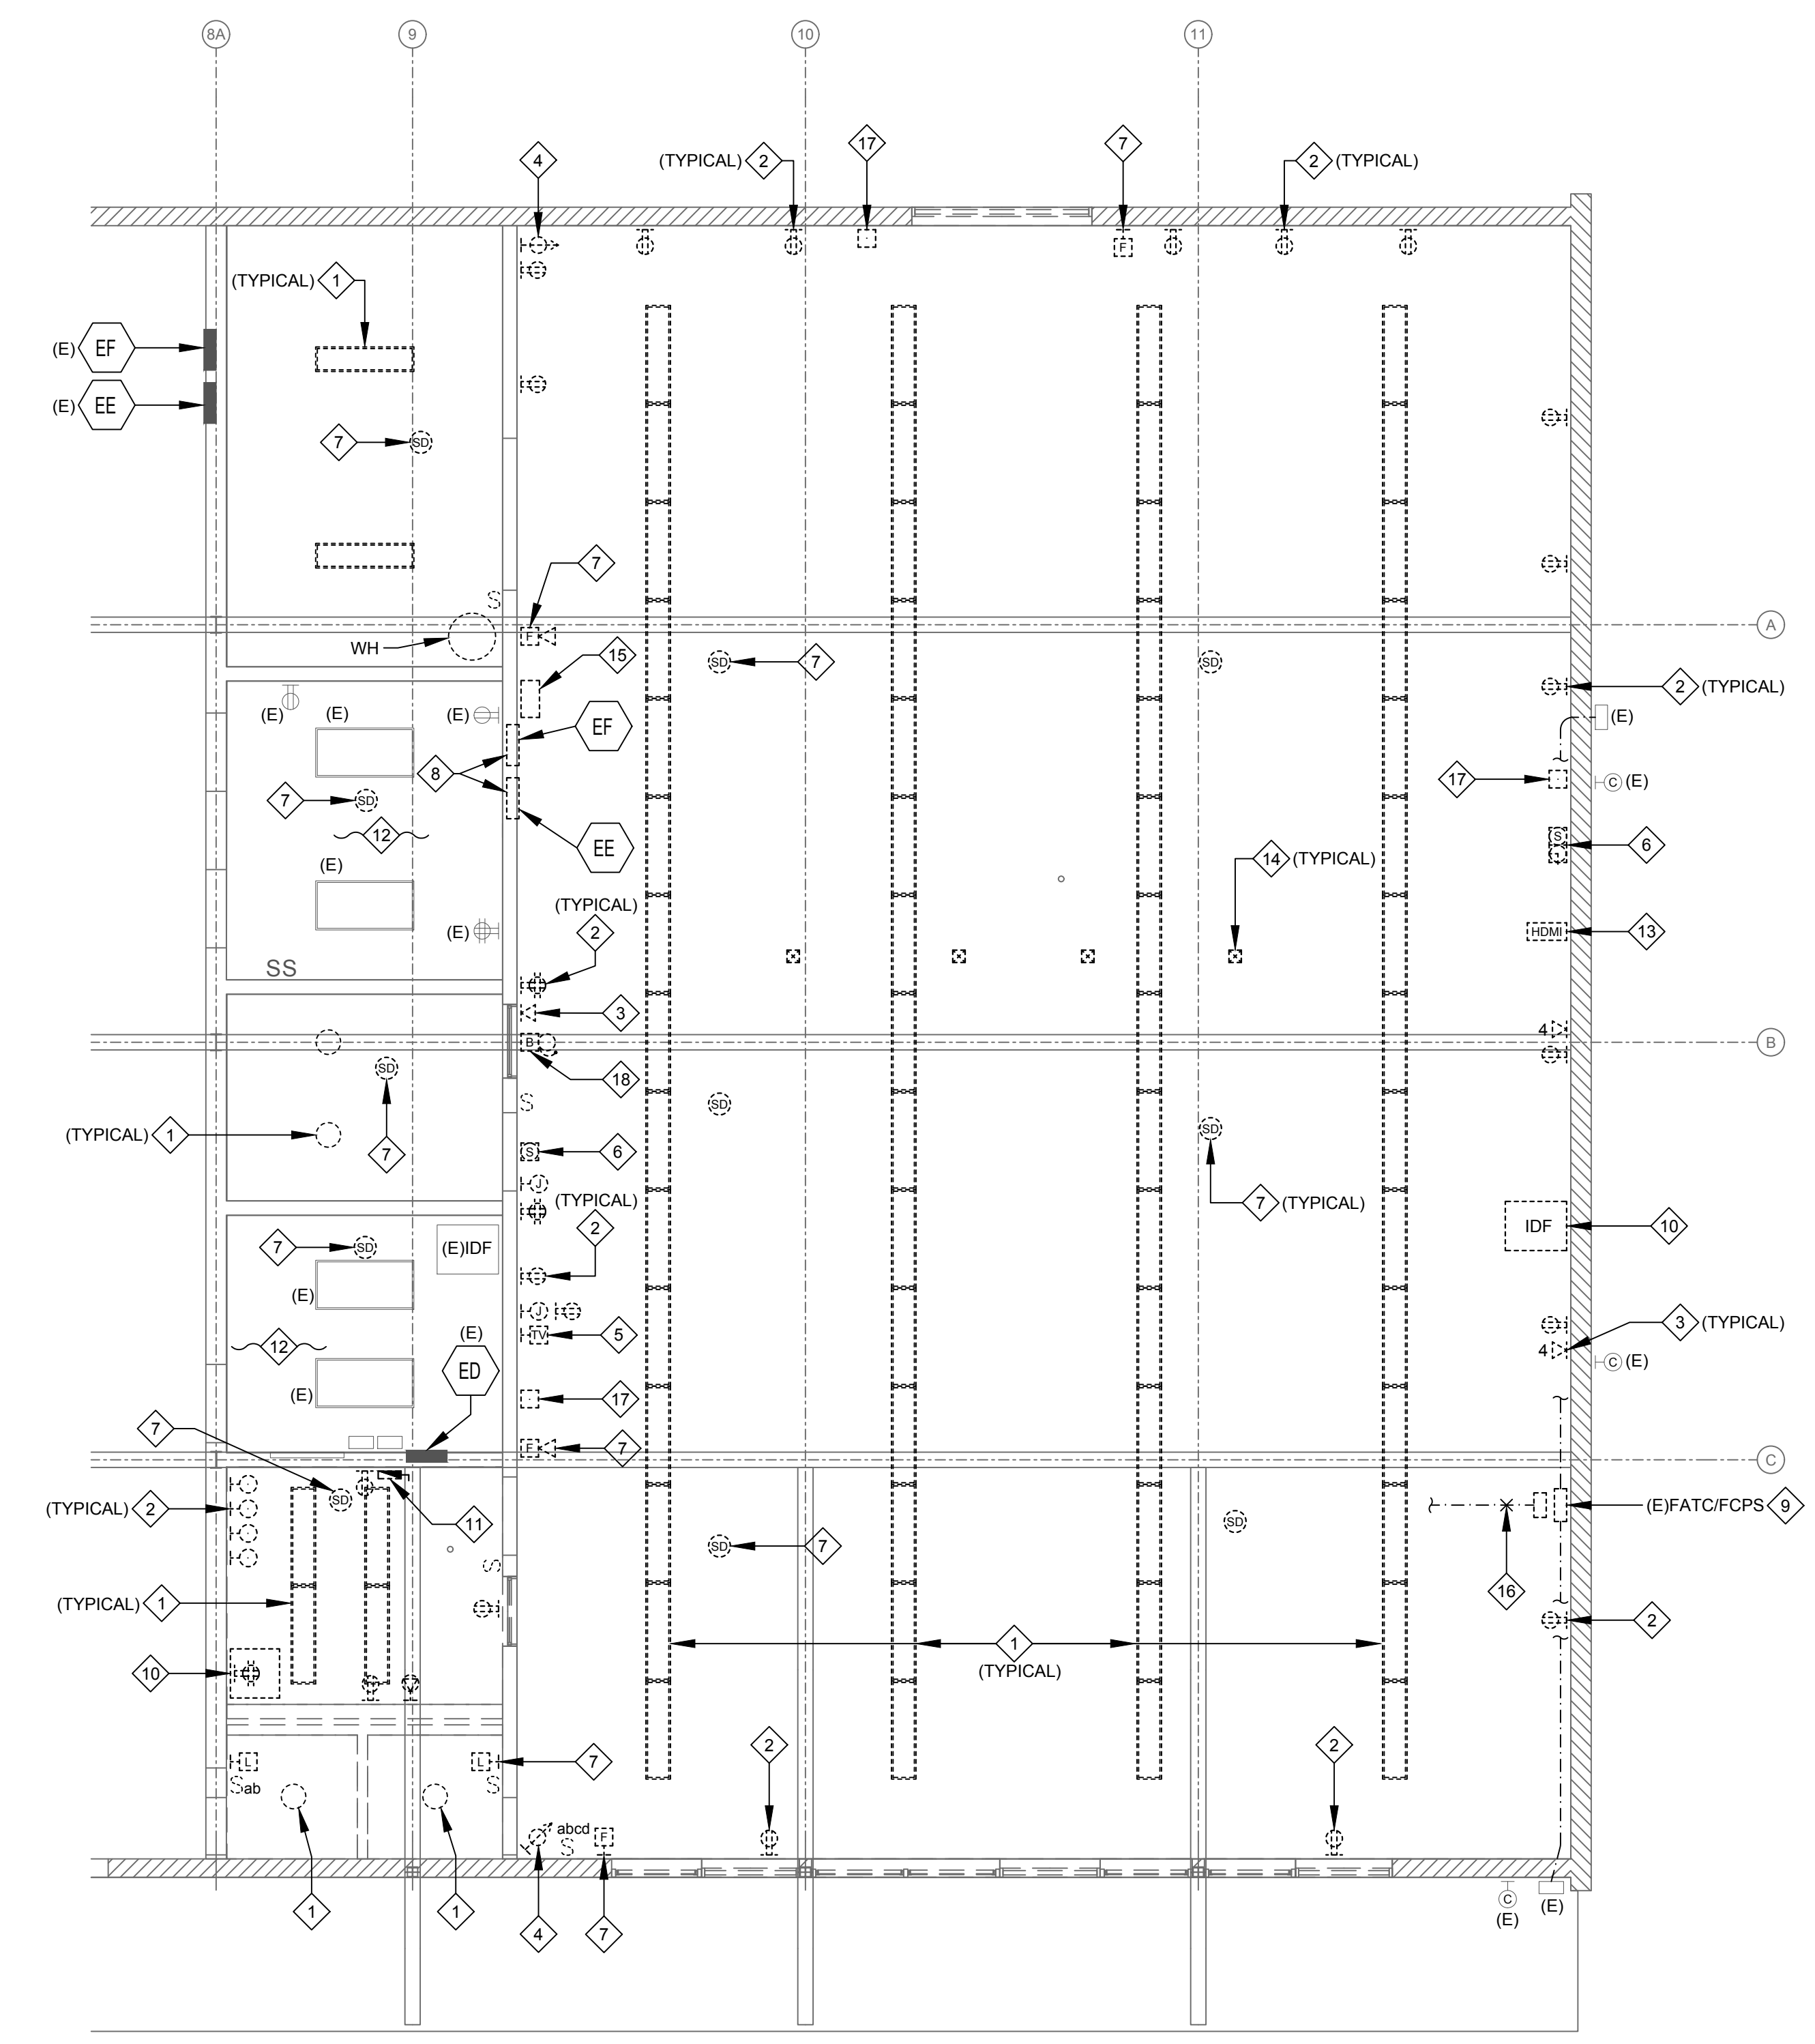 8A 9 10 11
4 (TYPICAL) 2 17 7 2 (TYPICAL)
F
(TYPICAL) 1
(E) EF
(E) EE
7 SD
7
S
F
A
WH
15
SD 7 SD
2 (TYPICAL)
(E) (E) (E)
EF
(E)
8
17 C (E)
7 SD
12
S
6
EE
(E)
14 (TYPICAL)
(TYPICAL)
2
(E)
HDMI 13
SS
3
4
B
B
18
SD
7
S SD
SD
(TYPICAL) 1
6
S
J
7 (TYPICAL)
(TYPICAL)
2
IDF 10
7 SD (E)IDF
(E)
J
3 (TYPICAL)
TV 5
(E)
12
4
C (E)
ED
(E)
17
7
F 7
C
(TYPICAL) 2
SD
11
(E)FATC/FCPS 9
SD
SD 7
S
16
(TYPICAL) 1
2
1
(TYPICAL)
10
2 2
L L 7
Sab S
abcd
S
F
1 1 4 7
C
(E) (E)